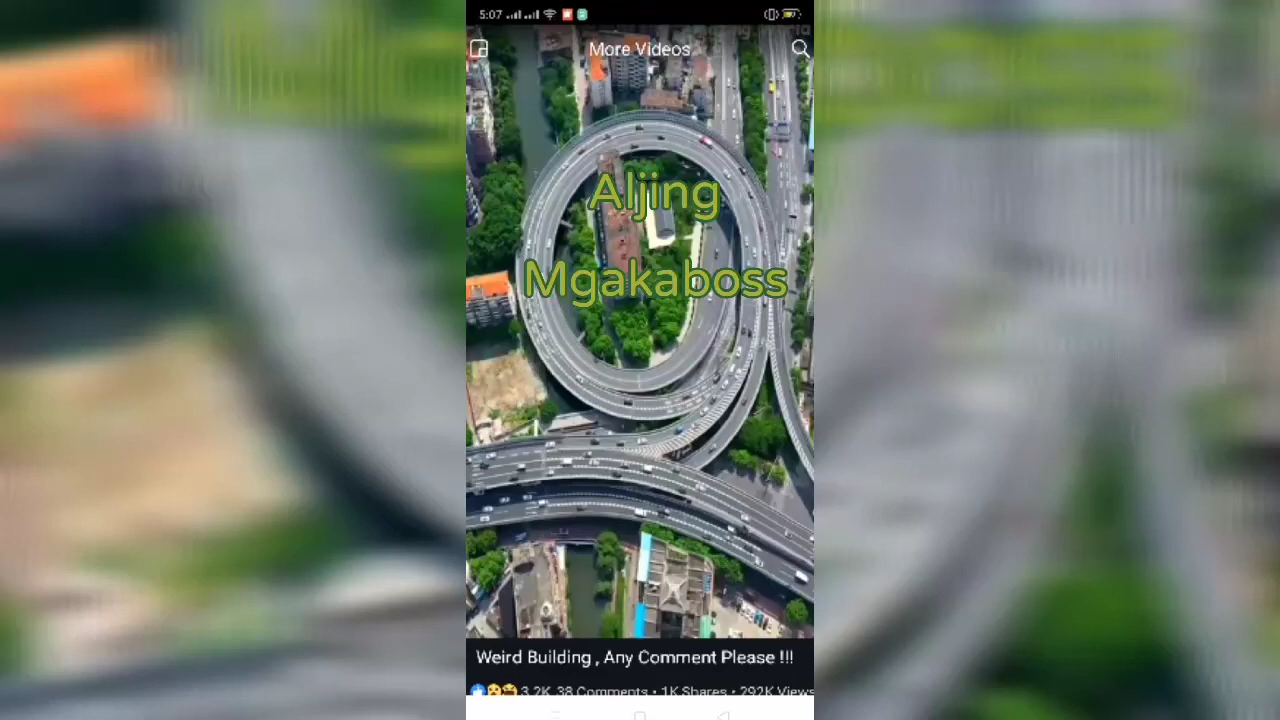 5:07
More Videos
Aljing
Mgakaboss
Weird Building , Any Comment Please !!!
3.2K 38 Comments • 1K Shares • 292K Views